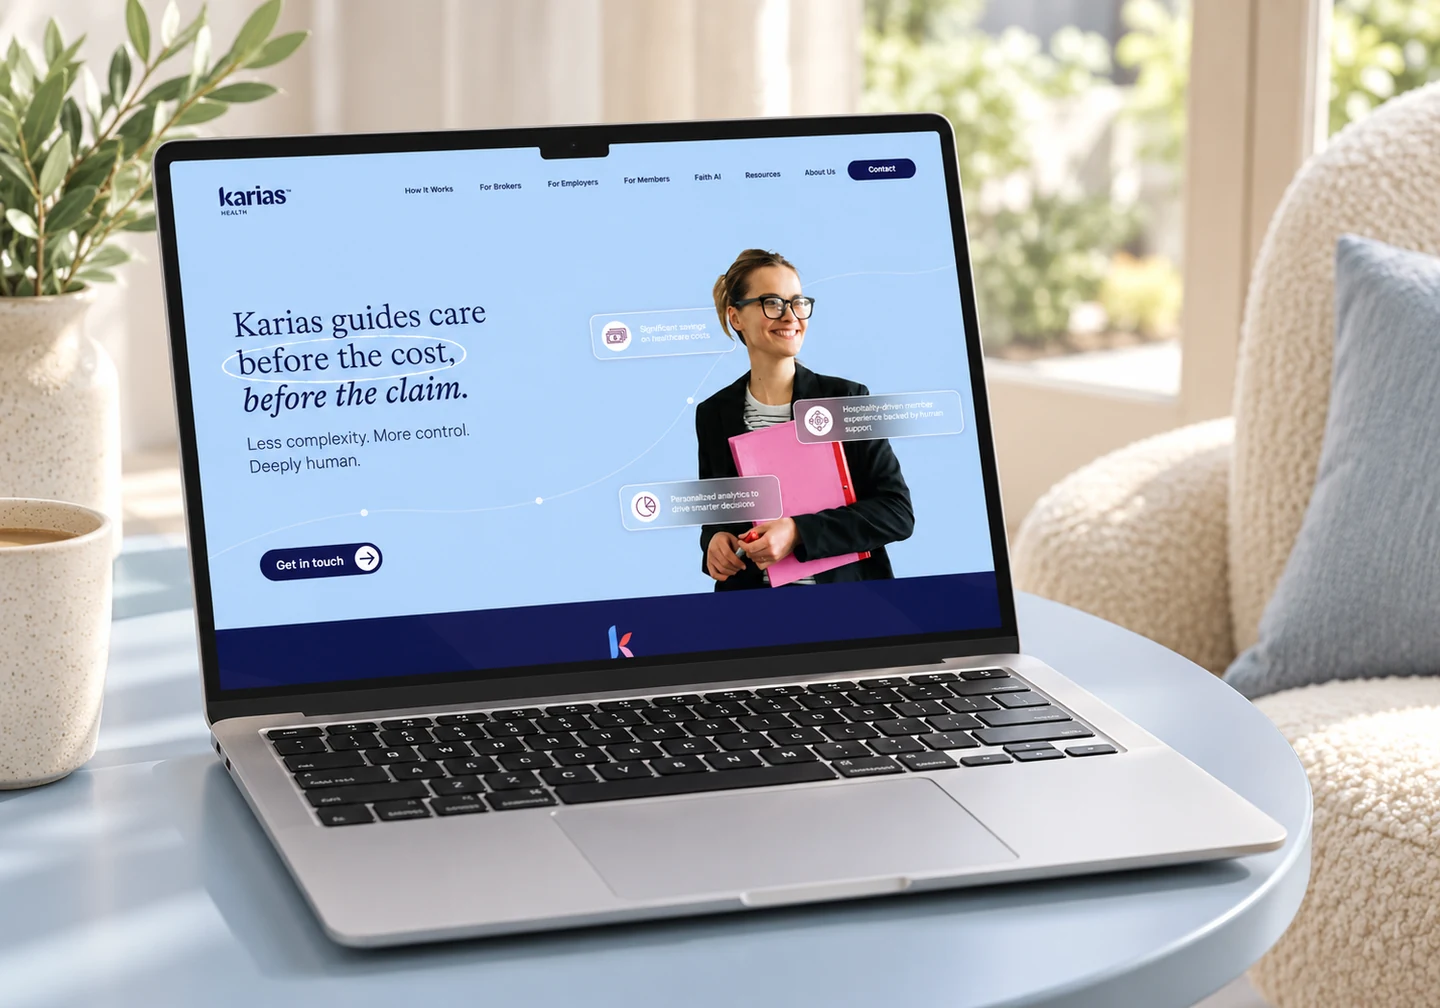 karias™
HEALTH
How It Works
For Brokers
For Employers
For Members
Faith AI
Resources
About Us
Contact
Karias guides care
before the cost,
before the claim.
Less complexity. More control.
Deeply human.
Get in touch
Significant savings
on healthcare costs
Hospitality-driven member
experience backed by human
support
Personalized analytics to
drive smarter decisions
k